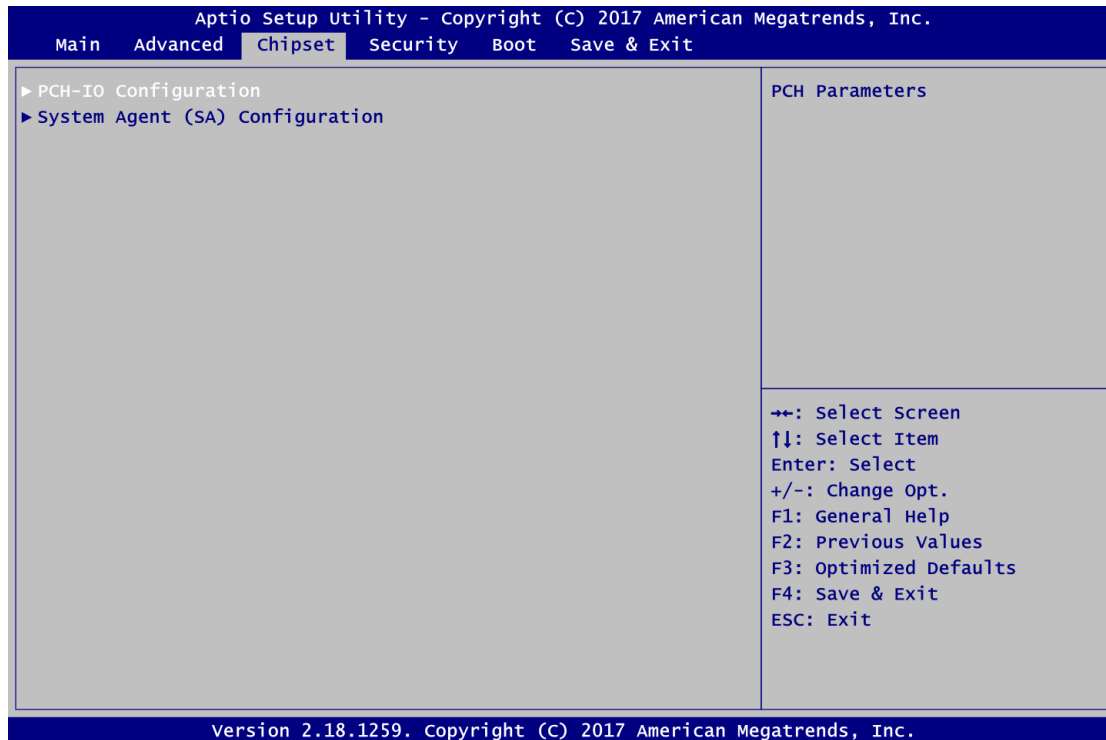 Aptio Setup Utility - Copyright (C) 2017 American Megatrends, Inc.
Main Advanced Chipset Security Boot Save & Exit
▶ PCH-IO Configuration
▶ System Agent (SA) Configuration
PCH Parameters
→←: Select Screen
↑↓: Select Item
Enter: Select
+/-: Change Opt.
F1: General Help
F2: Previous Values
F3: Optimized Defaults
F4: Save & Exit
ESC: Exit
Version 2.18.1259. Copyright (C) 2017 American Megatrends, Inc.